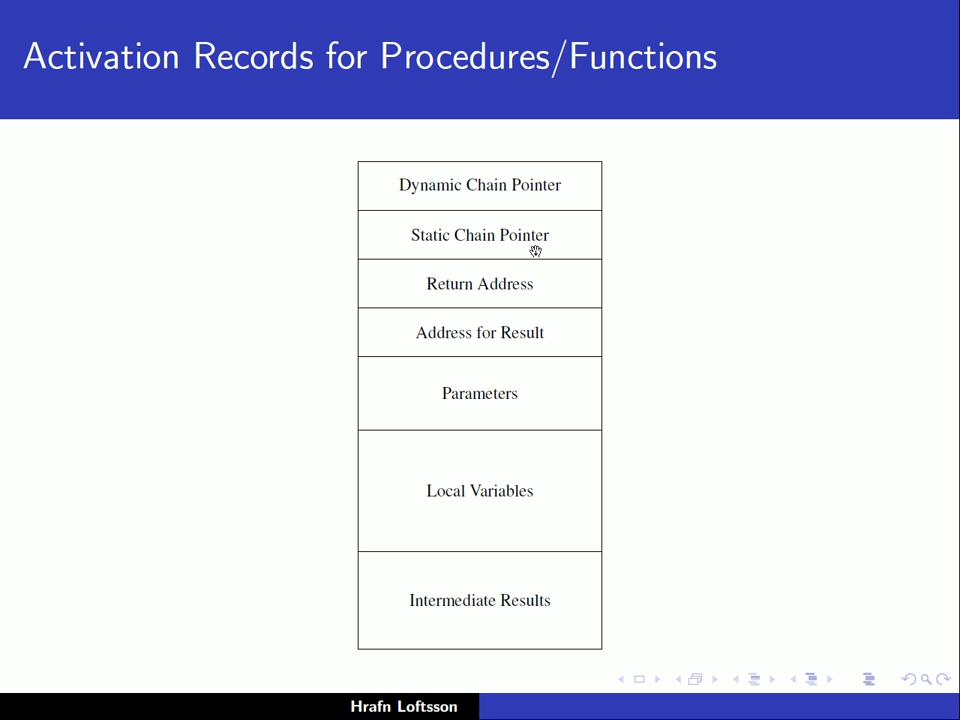 Activation Records for Procedures/Functions
Dynamic Chain Pointer
Static Chain Pointer
Return Address
Address for Result
Parameters
Local Variables
Intermediate Results
Hrafn Loftsson